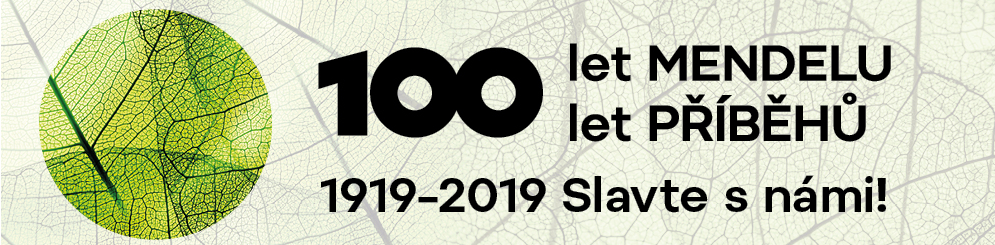 100 let MENDELU
let PŘÍBĚHŮ
1919-2019 Slavte s námi!